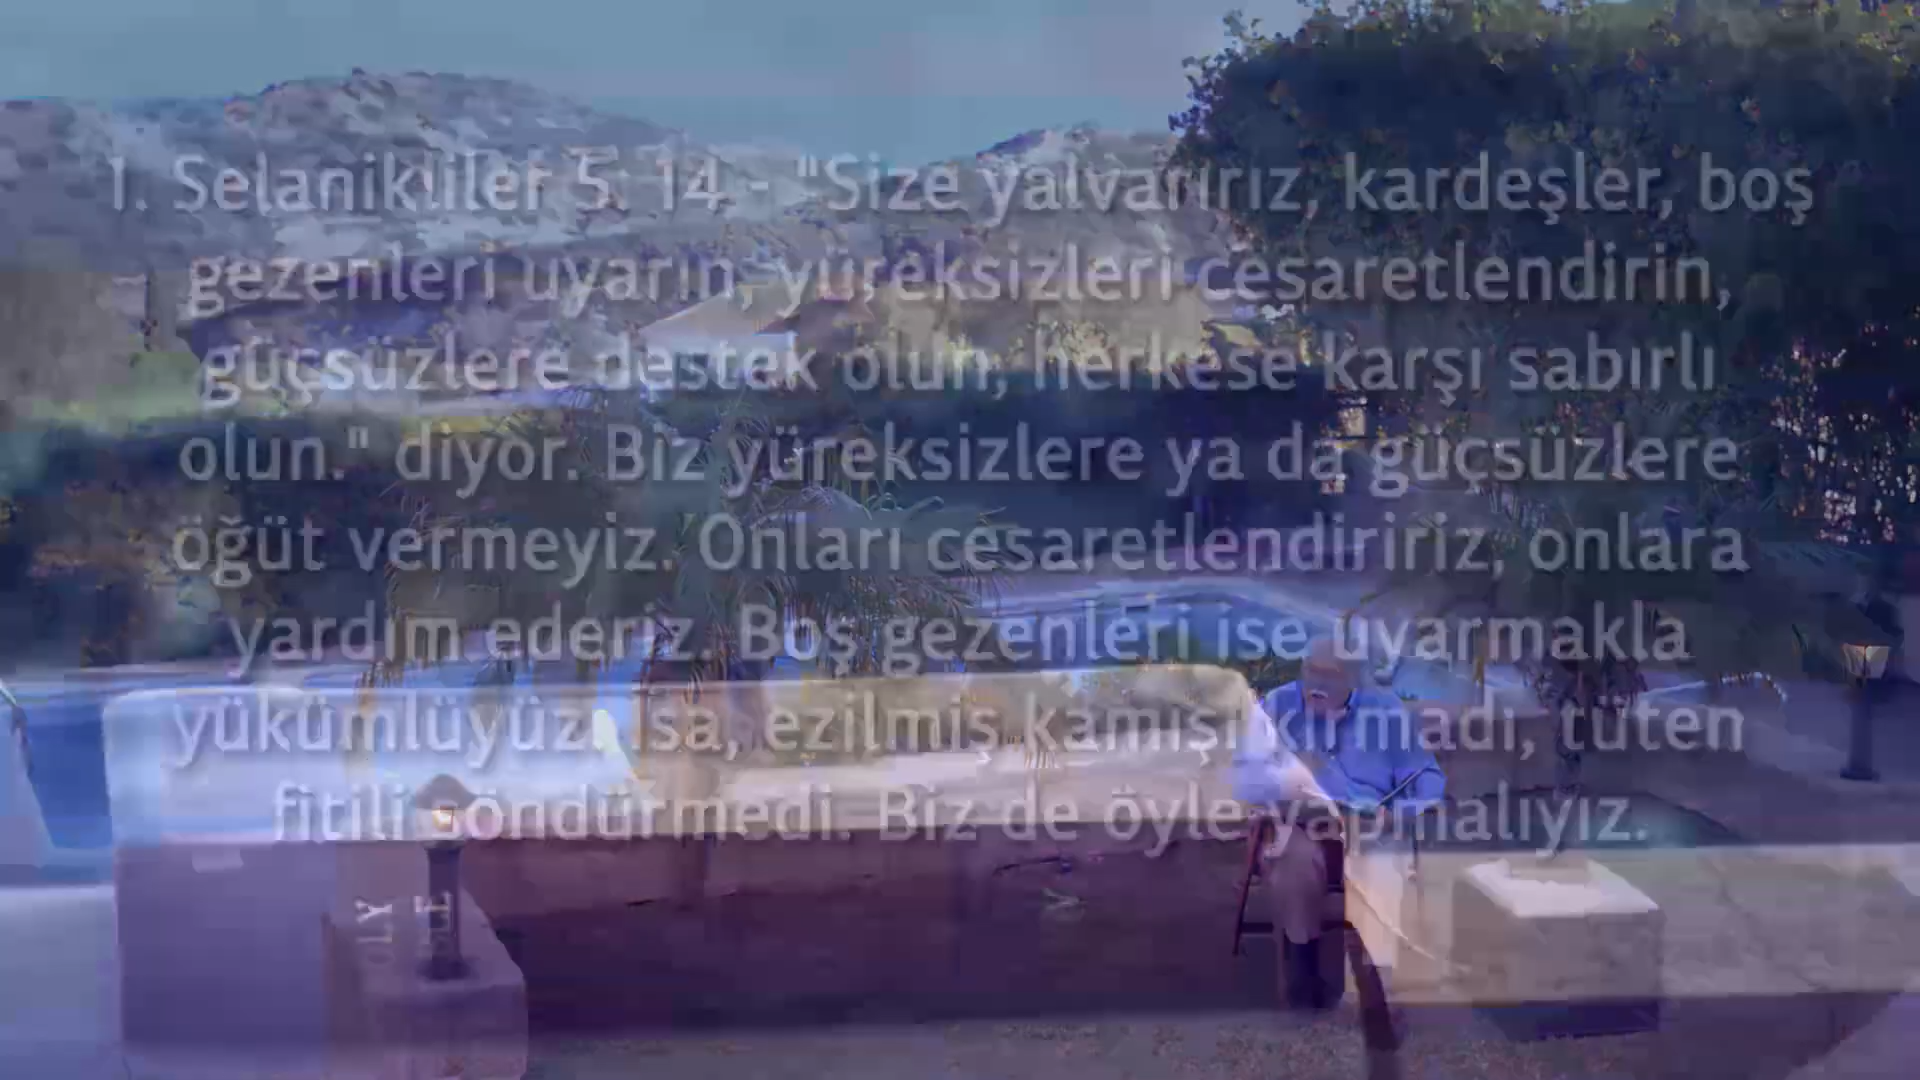 1. Selanikliler 5: 14 - "Size yalvarırız, kardeşler, boş
gezenleri uyarın, yüreksizleri cesaretlendirin,
güçsüzlere destek olun, herkese karşı sabırlı
olun." diyor. Biz yüreksizlere ya da güçsüzlere
öğüt vermeyiz. Onları cesaretlendiririz, onlara
yardım ederiz. Boş gezenleri ise uyarmakla
yükümlüyüz. İsa, ezilmiş kamışı kırmadı, tüten
fitili söndürmedi. Biz de öyle yapmalıyız.